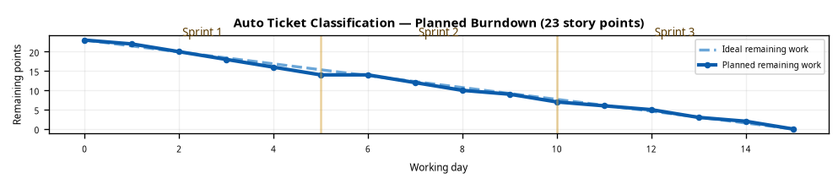 Auto Ticket Classification — Planned Burndown (23 story points)
Sprint 1
Sprint 2
Sprint 3
Ideal remaining work
Planned remaining work
Remaining points
20
15
10
5
0
0
2
4
6
8
10
12
14
Working day